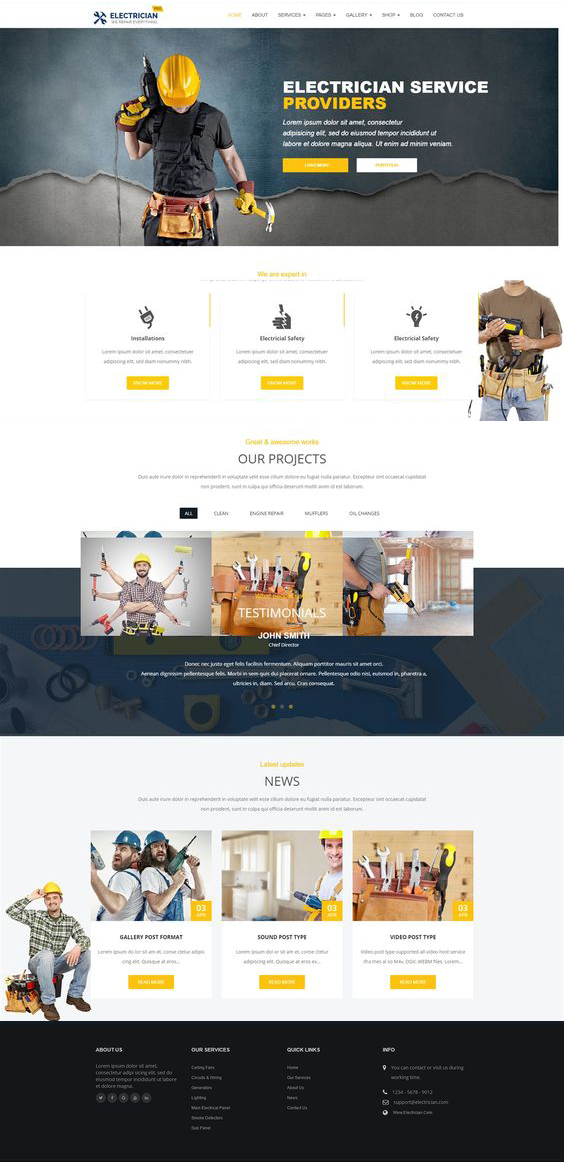 ELECTRICIAN
WE REPAIR EVERYTHING
HOME ABOUT SERVICES PAGES GALLERY SHOP BLOG CONTACT US
ELECTRICIAN SERVICE
PROVIDERS
Lorem ipsum dolor sit amet, consectetur
adipisicing elit, sed do eiusmod tempor incididunt ut
labore et dolore magna aliqua. Ut enim ad minim veniam.
LOAD MORE
PORTFOLIO
We are expert in
Installations
Lorem ipsum dolor sit amet, consectetuer
adipiscing elit, sed diam nonummy nibh.
KNOW MORE
Electricial Safety
Lorem ipsum dolor sit amet, consectetuer
adipiscing elit, sed diam nonummy nibh.
KNOW MORE
Electricial Safety
Lorem ipsum dolor sit amet, consectetuer
adipiscing elit, sed diam nonummy nibh.
KNOW MORE
Great & awesome works
OUR PROJECTS
Duis aute irure dolor in reprehenderit in voluptate velit esse cillum dolore eu fugiat nulla pariatur. Excepteur sint occaecat cupidatat
non proident, sunt in culpa qui officia deserunt mollit anim id est laborum.
ALL CLEAN ENGINE REPAIR MUFFLERS OIL CHANGES
TESTIMONIALS
JOHN SMITH
Chief Director
Donec nec justo eget felis facilisis fermentum. Aliquam porttitor mauris sit amet orci.
Aenean dignissim pellentesque felis. Morbi in sem quis dui placerat ornare. Pellentesque odio nisi, euismod in, pharetra a,
ultricies in, diam. Sed arcu. Cras consequat.
Latest updates
NEWS
Duis aute irure dolor in reprehenderit in voluptate velit esse cillum dolore eu fugiat nulla pariatur. Excepteur sint occaecat cupidatat
non proident, sunt in culpa qui officia deserunt mollit anim id est laborum.
03
APR
GALLERY POST FORMAT
Lorem ipsum do lor sit am et, conse ctetur adipis
cing elit. Quisque at eros...
READ MORE
03
APR
SOUND POST TYPE
Lorem ipsum dol or sit am et, conse ctetur
adipiscing elit. Quisque at eros ex...
READ MORE
03
APR
VIDEO POST TYPE
Video post type supported all-video host service
READ MORE
ABOUT US
Lorem ipsum dolor sit amet,
consectetur adipi sicing elit, sed do
eiusmod tempor incididunt ut labore
et dolore magna.
OUR SERVICES
Ceiling Fans
Circuits & Wiring
Generators
Lighting
Main Electrical Panel
Smoke Detectors
Sub Panel
QUICK LINKS
Home
Our Services
About Us
News
Contact Us
INFO
You can contact or visit us during
working time.
1234 - 5678 - 9012
support@electrician.com
Www.Electrician.Com